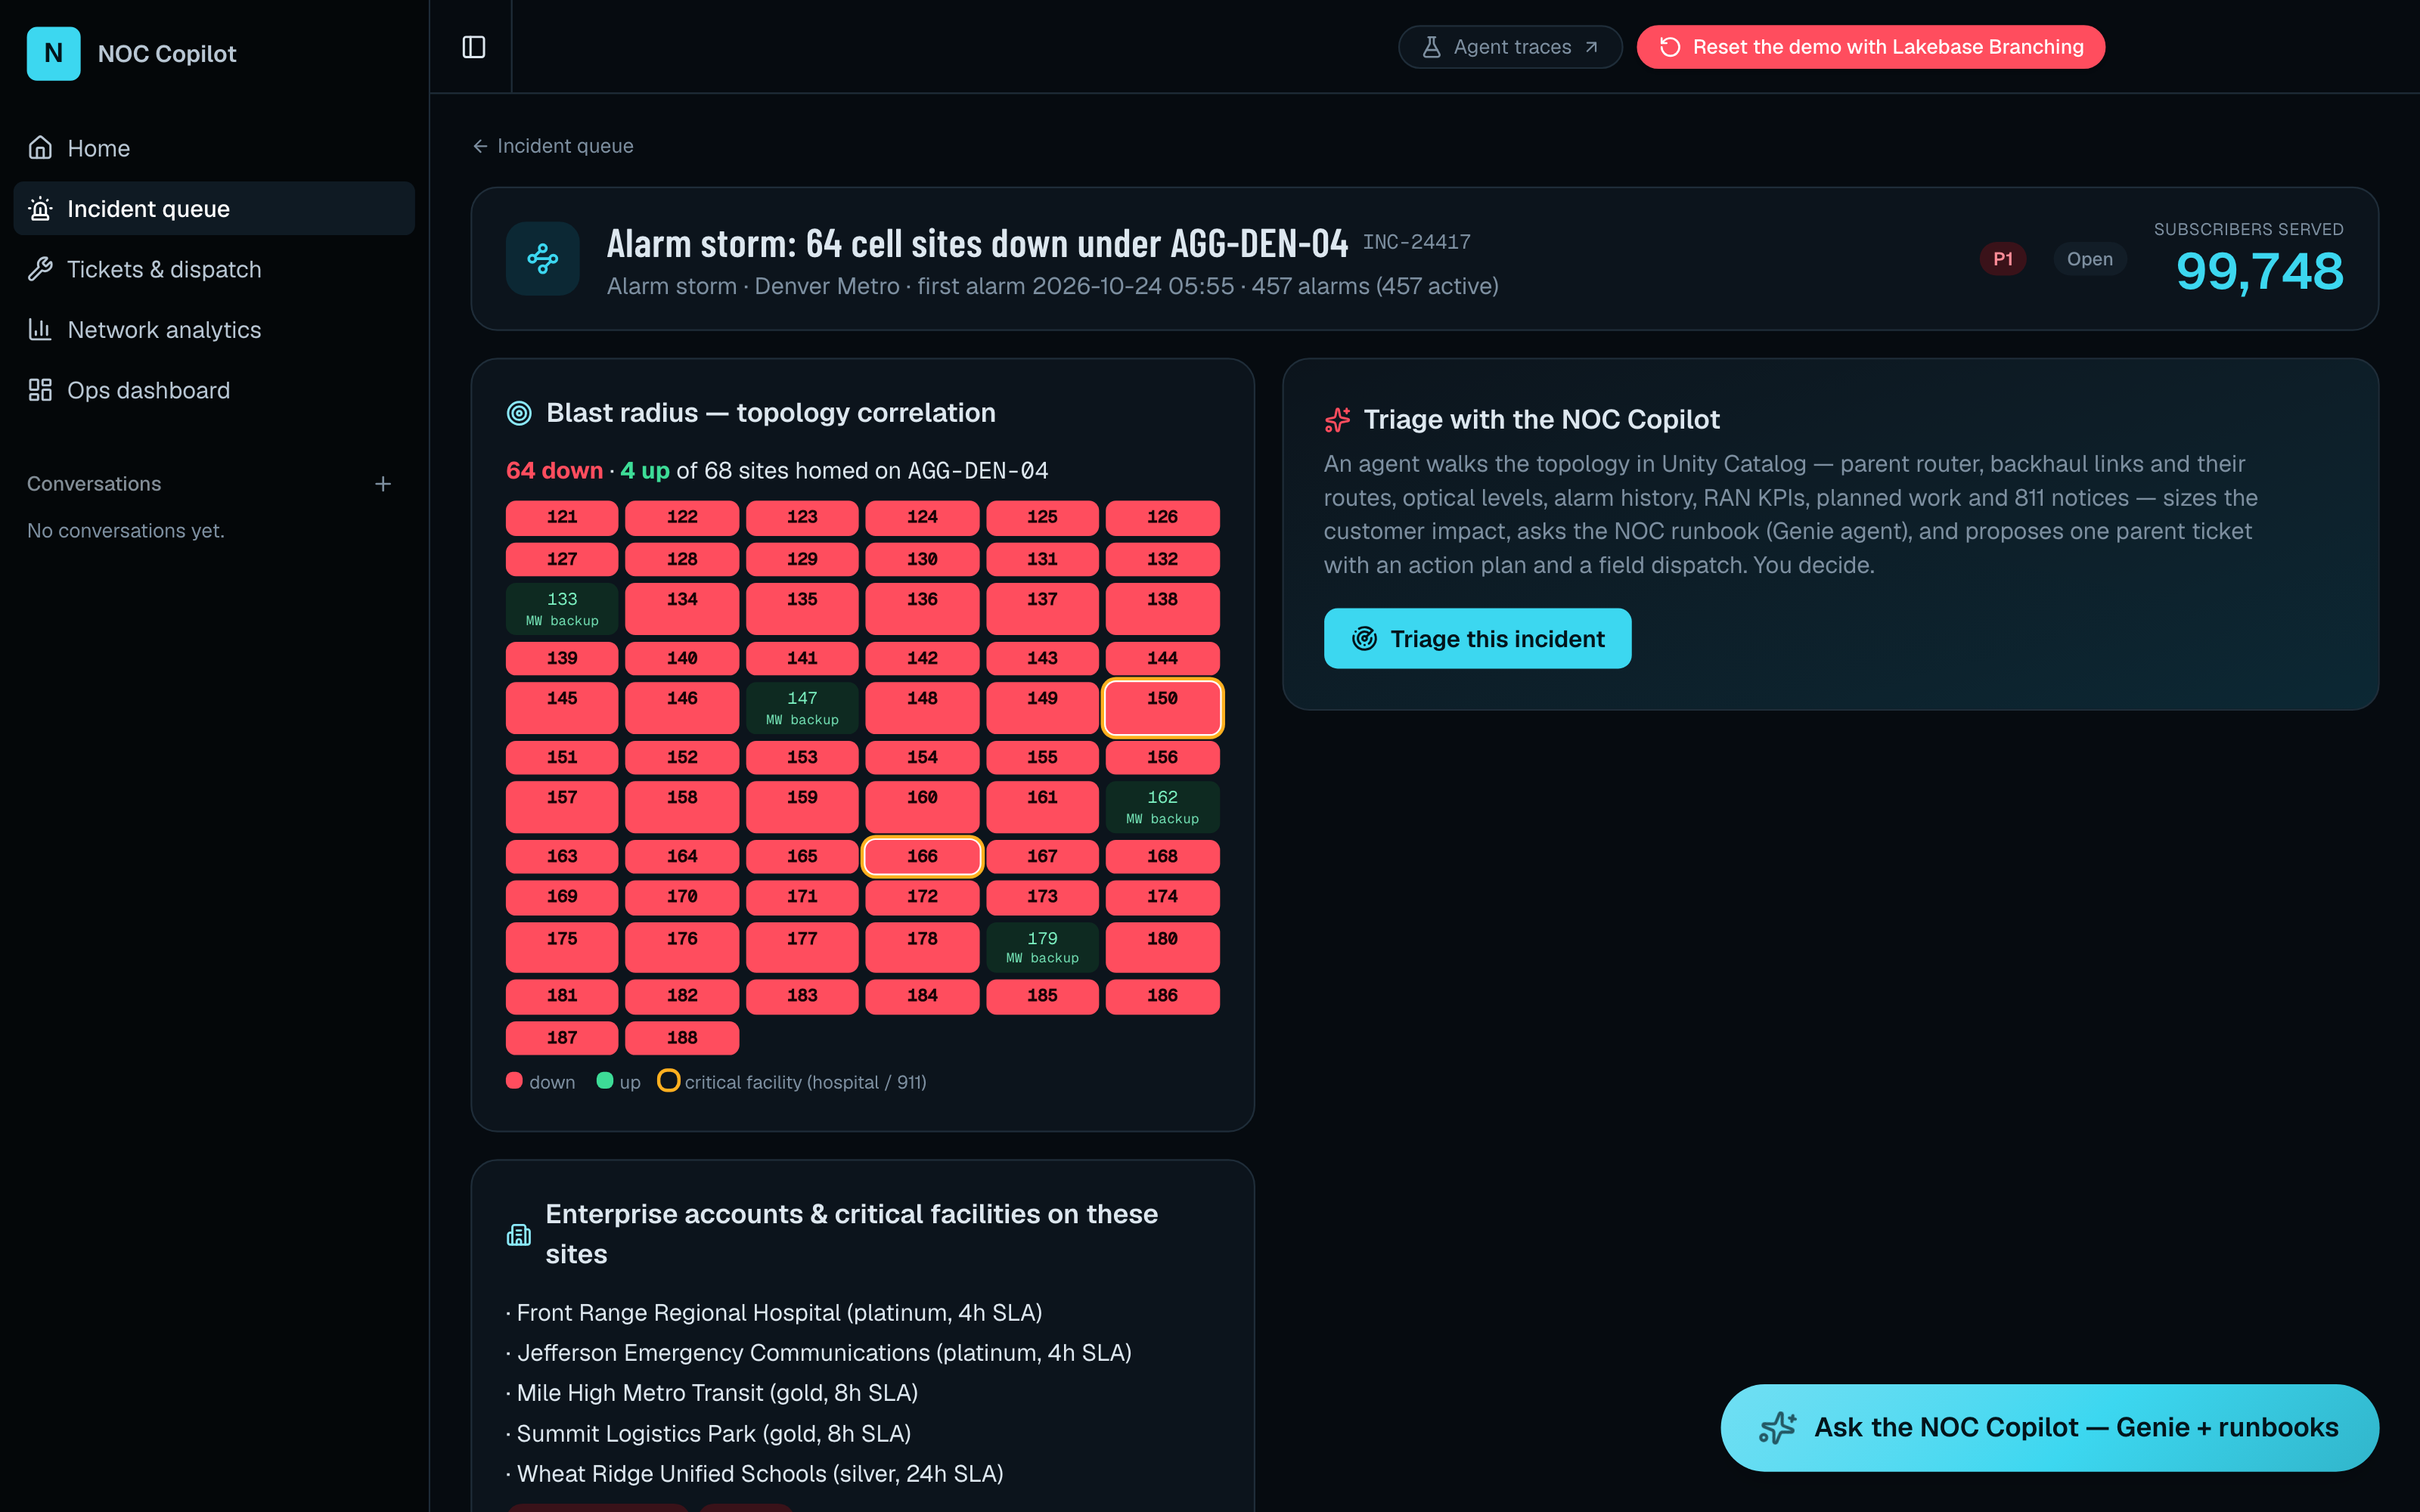 N NOC Copilot
Home
Incident queue
Tickets & dispatch
Network analytics
Ops dashboard
Conversations +
No conversations yet.
Agent traces
Reset the demo with Lakebase Branching
← Incident queue
Alarm storm: 64 cell sites down under AGG-DEN-04 INC-24417
Alarm storm · Denver Metro · first alarm 2026-10-24 05:55 · 457 alarms (457 active)
P1
Open
SUBSCRIBERS SERVED
99,748
Blast radius — topology correlation
64 down · 4 up of 68 sites homed on AGG-DEN-04
121 122 123 124 125 126
127 128 129 130 131 132
133 134 135 136 137 138
MW backup
139 140 141 142 143 144
145 146 147 148 149 150
MW backup
151 152 153 154 155 156
157 158 159 160 161 162
MW backup
163 164 165 166 167 168
169 170 171 172 173 174
175 176 177 178 179 180
MW backup
181 182 183 184 185 186
187 188
down up critical facility (hospital / 911)
Enterprise accounts & critical facilities on these
sites
· Front Range Regional Hospital (platinum, 4h SLA)
· Jefferson Emergency Communications (platinum, 4h SLA)
· Mile High Metro Transit (gold, 8h SLA)
· Summit Logistics Park (gold, 8h SLA)
· Wheat Ridge Unified Schools (silver, 24h SLA)
Triage with the NOC Copilot
An agent walks the topology in Unity Catalog — parent router, backhaul links and their
routes, optical levels, alarm history, RAN KPIs, planned work and 811 notices — sizes the
customer impact, asks the NOC runbook (Genie agent), and proposes one parent ticket
with an action plan and a field dispatch. You decide.
Triage this incident
Ask the NOC Copilot — Genie + runbooks